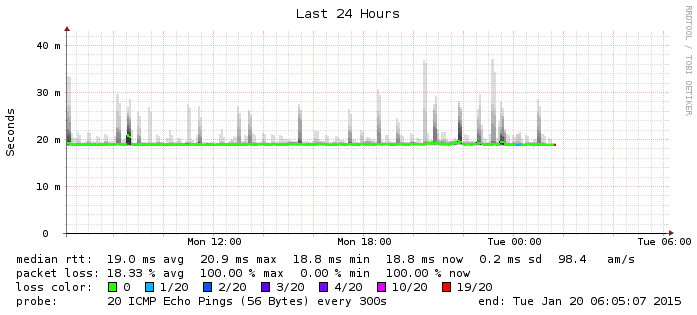 Last 24 Hours
RRDTOOL / TOBI OETIKER
Seconds
40 m
30 m
20 m
10 m
0
Mon 12:00 Mon 18:00 Tue 00:00 Tue 06:00
median rtt: 19.0 ms avg 20.9 ms max 18.8 ms min 18.8 ms now 0.2 ms sd 98.4 am/s
packet loss: 18.33 % avg 100.00 % max 0.00 % min 100.00 % now
loss color: 0 1/20 2/20 3/20 4/20 10/20 19/20
probe: 20 ICMP Echo Pings (56 Bytes) every 300s end: Tue Jan 20 06:05:07 2015